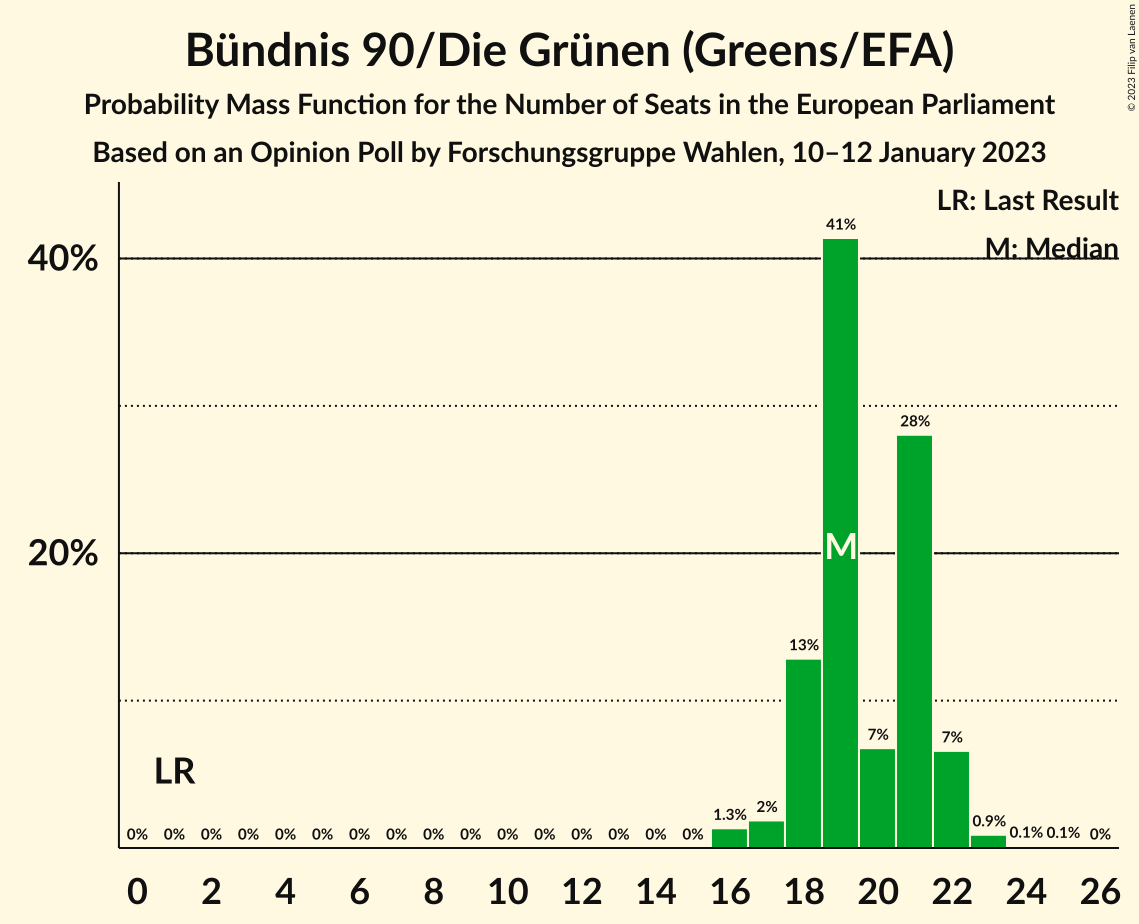 Bündnis 90/Die Grünen (Greens/EFA)
Probability Mass Function for the Number of Seats in the European Parliament
Based on an Opinion Poll by Forschungsgruppe Wahlen, 10–12 January 2023
© 2023 Filip van Laenen
LR: Last Result
M: Median
40%
20%
41%
28%
M
13%
7%
7%
LR
0% 0% 0% 0% 0% 0% 0% 0% 0% 0% 0% 0% 0% 0% 0% 0% 1.3% 2% 0.9% 0.1% 0.1% 0%
0 2 4 6 8 10 12 14 16 18 20 22 24 26